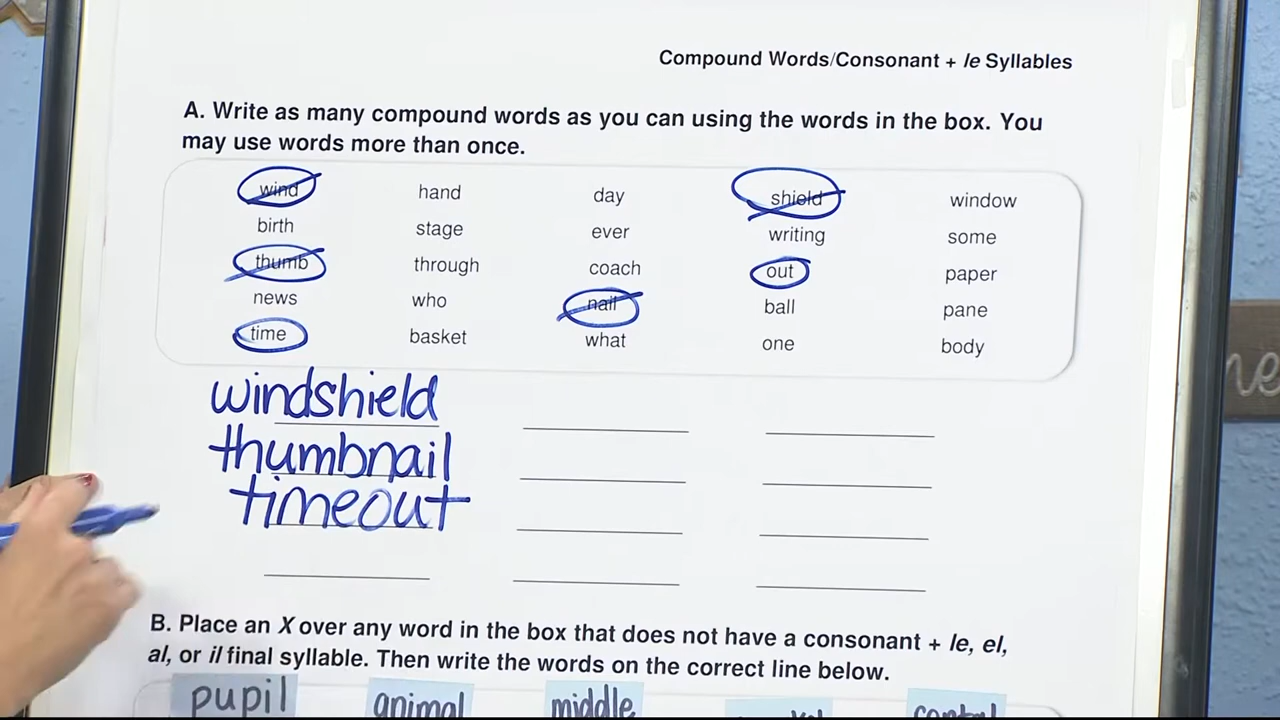 Compound Words/Consonant + le Syllables
A. Write as many compound words as you can using the words in the box. You
may use words more than once.
wind hand day shield window
birth stage ever writing some
thumb through coach out paper
news who nail ball pane
time basket what one body
windshield
thumbnail
timeout
B. Place an X over any word in the box that does not have a consonant + le, el,
al, or il final syllable. Then write the words on the correct line below.
pupil animal middle